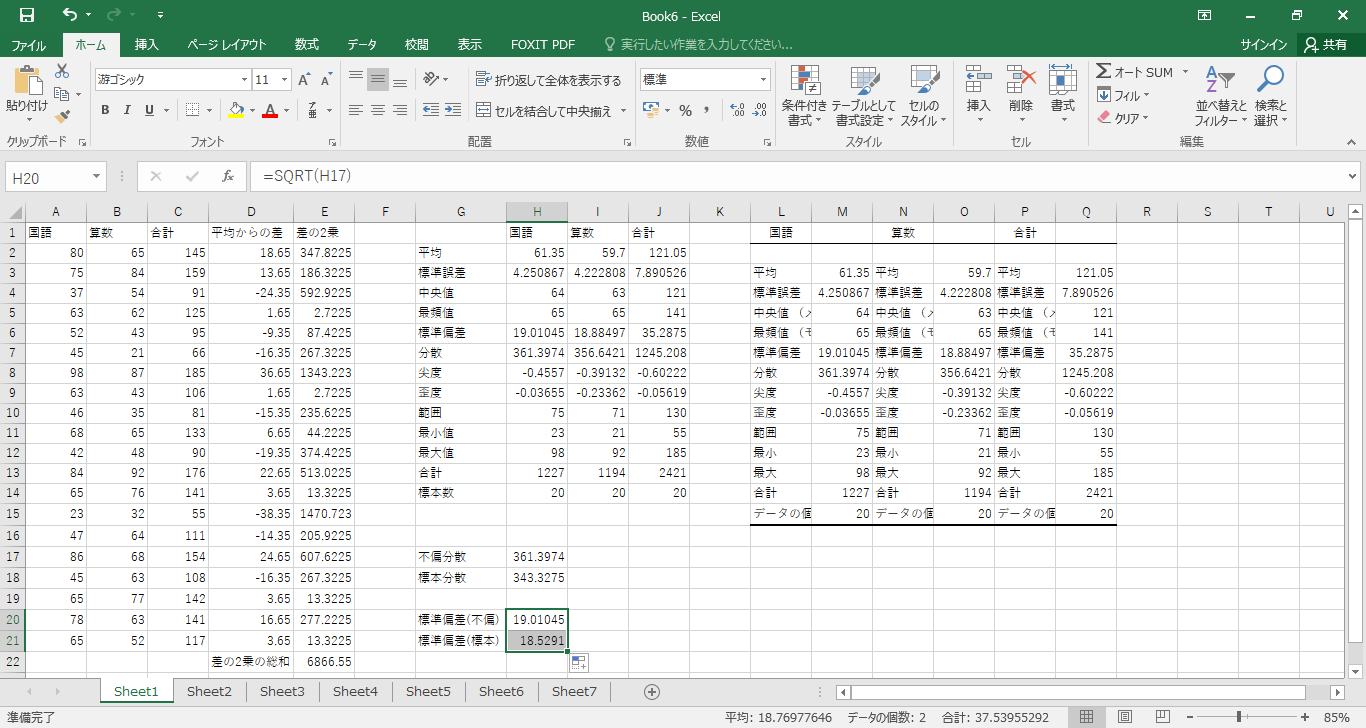 Book6 - Excel
ファイル ホーム 挿入 ページ レイアウト 数式 データ 校閲 表示 FOXIT PDF 実行したい作業を入力してください... サインイン 共有
貼り付け 游ゴシック 11 折り返して全体を表示する 標準 条件付き書式 テーブルとして書式設定 セルのスタイル 挿入 削除 書式 Σ オート SUM フィル クリア 並べ替えとフィルター 検索と選択
B I U セルを結合して中央揃え %
クリップボード フォント 配置 数値 スタイル セル 編集
H20 fx =SQRT(H17)
A B C D E F G H I J K L M N O P Q R S T U
1 国語 算数 合計 平均からの差 差の2乗 国語 算数 合計 国語 算数 合計
2 80 65 145 18.65 347.8225 平均 61.35 59.7 121.05
3 75 84 159 13.65 186.3225 標準誤差 4.250867 4.222808 7.890526 平均 61.35 平均 59.7 平均 121.05
4 37 54 91 -24.35 592.9225 中央値 64 63 121 標準誤差 4.250867 標準誤差 4.222808 標準誤差 7.890526
5 63 62 125 1.65 2.7225 最頻値 65 65 141 中央値 （メ 64 中央値 （メ 63 中央値 （メ 121
6 52 43 95 -9.35 87.4225 標準偏差 19.01045 18.88497 35.2875 最頻値 （モ 65 最頻値 （モ 65 最頻値 （モ 141
7 45 21 66 -16.35 267.3225 分散 361.3974 356.6421 1245.208 標準偏差 19.01045 標準偏差 18.88497 標準偏差 35.2875
8 98 87 185 36.65 1343.223 尖度 -0.4557 -0.39132 -0.60222 分散 361.3974 分散 356.6421 分散 1245.208
9 63 43 106 1.65 2.7225 歪度 -0.03655 -0.23362 -0.05619 尖度 -0.4557 尖度 -0.39132 尖度 -0.60222
10 46 35 81 -15.35 235.6225 範囲 75 71 130 歪度 -0.03655 歪度 -0.23362 歪度 -0.05619
11 68 65 133 6.65 44.2225 最小値 23 21 55 範囲 75 範囲 71 範囲 130
12 42 48 90 -19.35 374.4225 最大値 98 92 185 最小 23 最小 21 最小 55
13 84 92 176 22.65 513.0225 合計 1227 1194 2421 最大 98 最大 92 最大 185
14 65 76 141 3.65 13.3225 標本数 20 20 20 合計 1227 合計 1194 合計 2421
15 23 32 55 -38.35 1470.723 データの個 20 データの個 20 データの個 20
16 47 64 111 -14.35 205.9225
17 86 68 154 24.65 607.6225 不偏分散 361.3974
18 45 63 108 -16.35 267.3225 標本分散 343.3275
19 65 77 142 3.65 13.3225
20 78 63 141 16.65 277.2225 標準偏差(不偏) 19.01045
21 65 52 117 3.65 13.3225 標準偏差(標本) 18.5291
22 差の2乗の総和 6866.55
Sheet1 Sheet2 Sheet3 Sheet4 Sheet5 Sheet6 Sheet7
準備完了 平均: 18.76977646 データの個数: 2 合計: 37.53955292 85%